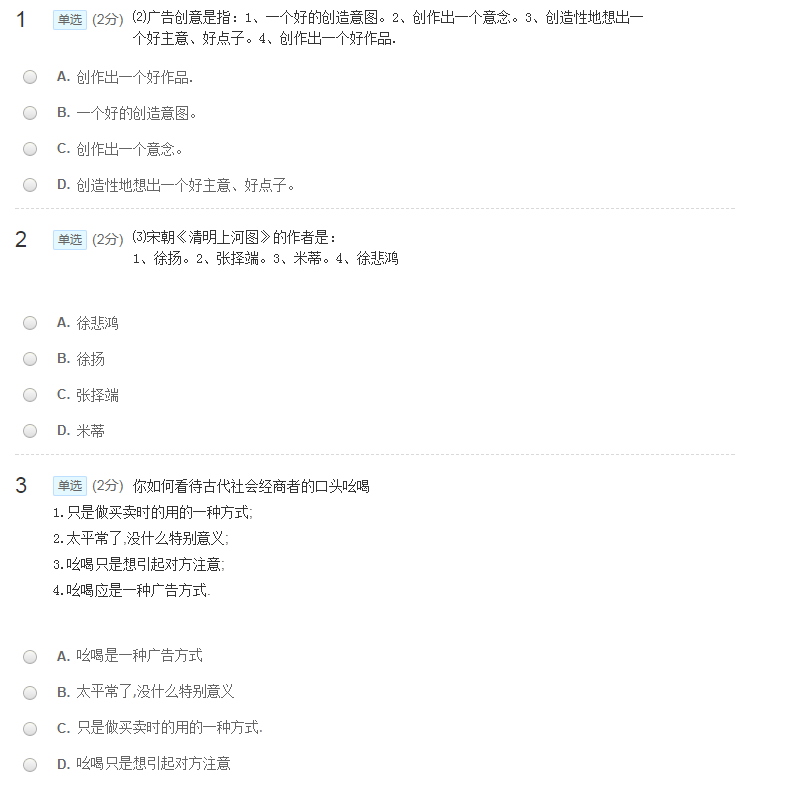 1 单选 (2分) ⑵广告创意是指：1、一个好的创造意图。2、创作出一个意念。3、创造性地想出一
个好主意、好点子。4、创作出一个好作品.
A. 创作出一个好作品.
B. 一个好的创造意图。
C. 创作出一个意念。
D. 创造性地想出一个好主意、好点子。
2 单选 (2分) ⑶宋朝《清明上河图》的作者是：
1、徐扬。2、张择端。3、米蒂。4、徐悲鸿
A. 徐悲鸿
B. 徐扬
C. 张择端
D. 米蒂
3 单选 (2分) 你如何看待古代社会经商者的口头吆喝
1.只是做买卖时的用的一种方式;
2.太平常了,没什么特别意义;
3.吆喝只是想引起对方注意;
4.吆喝应是一种广告方式.
A. 吆喝是一种广告方式
B. 太平常了,没什么特别意义
C. 只是做买卖时的用的一种方式.
D. 吆喝只是想引起对方注意